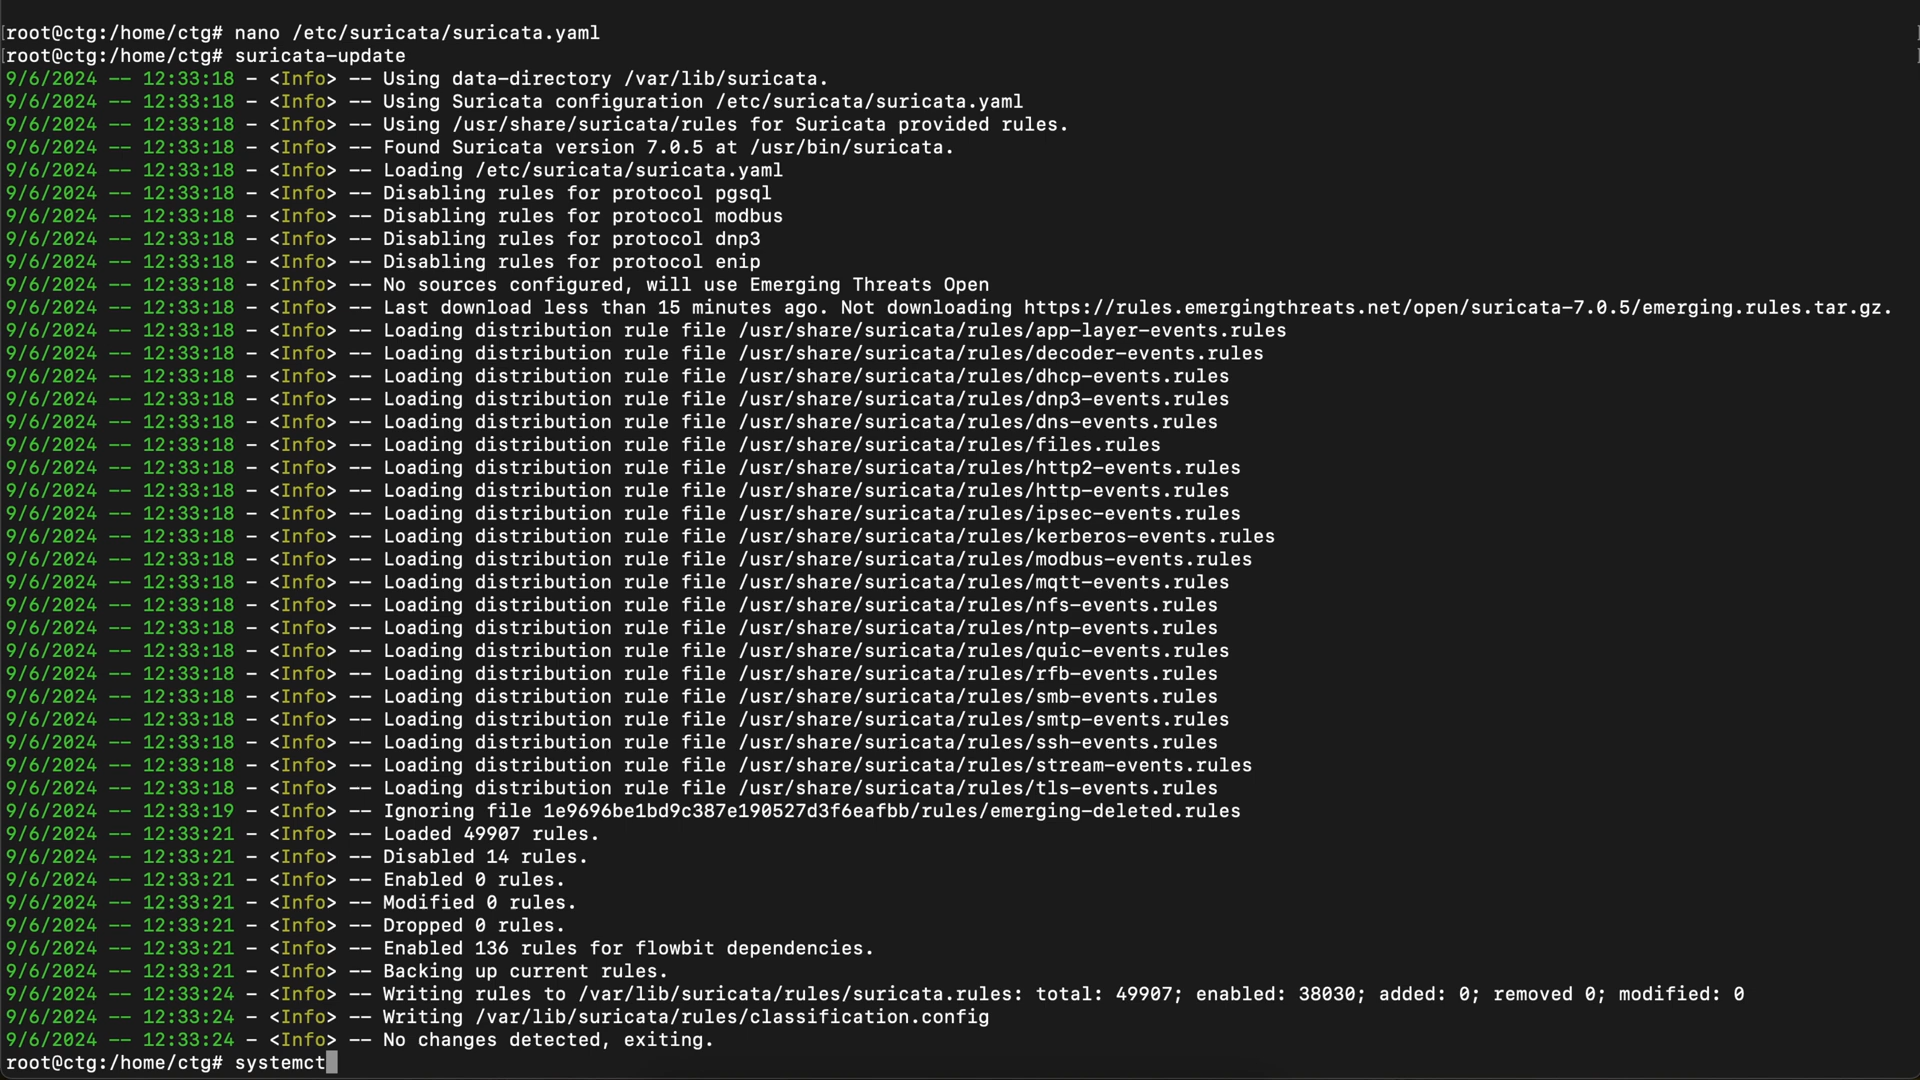 root@ctg:/home/ctg# nano /etc/suricata/suricata.yaml
root@ctg:/home/ctg# suricata-update
9/6/2024 -- 12:33:18 - <Info> -- Using data-directory /var/lib/suricata.
9/6/2024 -- 12:33:18 - <Info> -- Using Suricata configuration /etc/suricata/suricata.yaml
9/6/2024 -- 12:33:18 - <Info> -- Using /usr/share/suricata/rules for Suricata provided rules.
9/6/2024 -- 12:33:18 - <Info> -- Found Suricata version 7.0.5 at /usr/bin/suricata.
9/6/2024 -- 12:33:18 - <Info> -- Loading /etc/suricata/suricata.yaml
9/6/2024 -- 12:33:18 - <Info> -- Disabling rules for protocol pgsql
9/6/2024 -- 12:33:18 - <Info> -- Disabling rules for protocol modbus
9/6/2024 -- 12:33:18 - <Info> -- Disabling rules for protocol dnp3
9/6/2024 -- 12:33:18 - <Info> -- Disabling rules for protocol enip
9/6/2024 -- 12:33:18 - <Info> -- No sources configured, will use Emerging Threats Open
9/6/2024 -- 12:33:18 - <Info> -- Last download less than 15 minutes ago. Not downloading https://rules.emergingthreats.net/open/suricata-7.0.5/emerging.rules.tar.gz.
9/6/2024 -- 12:33:18 - <Info> -- Loading distribution rule file /usr/share/suricata/rules/app-layer-events.rules
9/6/2024 -- 12:33:18 - <Info> -- Loading distribution rule file /usr/share/suricata/rules/decoder-events.rules
9/6/2024 -- 12:33:18 - <Info> -- Loading distribution rule file /usr/share/suricata/rules/dhcp-events.rules
9/6/2024 -- 12:33:18 - <Info> -- Loading distribution rule file /usr/share/suricata/rules/dnp3-events.rules
9/6/2024 -- 12:33:18 - <Info> -- Loading distribution rule file /usr/share/suricata/rules/dns-events.rules
9/6/2024 -- 12:33:18 - <Info> -- Loading distribution rule file /usr/share/suricata/rules/files.rules
9/6/2024 -- 12:33:18 - <Info> -- Loading distribution rule file /usr/share/suricata/rules/http2-events.rules
9/6/2024 -- 12:33:18 - <Info> -- Loading distribution rule file /usr/share/suricata/rules/http-events.rules
9/6/2024 -- 12:33:18 - <Info> -- Loading distribution rule file /usr/share/suricata/rules/ipsec-events.rules
9/6/2024 -- 12:33:18 - <Info> -- Loading distribution rule file /usr/share/suricata/rules/kerberos-events.rules
9/6/2024 -- 12:33:18 - <Info> -- Loading distribution rule file /usr/share/suricata/rules/modbus-events.rules
9/6/2024 -- 12:33:18 - <Info> -- Loading distribution rule file /usr/share/suricata/rules/mqtt-events.rules
9/6/2024 -- 12:33:18 - <Info> -- Loading distribution rule file /usr/share/suricata/rules/nfs-events.rules
9/6/2024 -- 12:33:18 - <Info> -- Loading distribution rule file /usr/share/suricata/rules/ntp-events.rules
9/6/2024 -- 12:33:18 - <Info> -- Loading distribution rule file /usr/share/suricata/rules/quic-events.rules
9/6/2024 -- 12:33:18 - <Info> -- Loading distribution rule file /usr/share/suricata/rules/rfb-events.rules
9/6/2024 -- 12:33:18 - <Info> -- Loading distribution rule file /usr/share/suricata/rules/smb-events.rules
9/6/2024 -- 12:33:18 - <Info> -- Loading distribution rule file /usr/share/suricata/rules/smtp-events.rules
9/6/2024 -- 12:33:18 - <Info> -- Loading distribution rule file /usr/share/suricata/rules/ssh-events.rules
9/6/2024 -- 12:33:18 - <Info> -- Loading distribution rule file /usr/share/suricata/rules/stream-events.rules
9/6/2024 -- 12:33:18 - <Info> -- Loading distribution rule file /usr/share/suricata/rules/tls-events.rules
9/6/2024 -- 12:33:19 - <Info> -- Ignoring file 1e9696be1bd9c387e190527d3f6eafbb/rules/emerging-deleted.rules
9/6/2024 -- 12:33:21 - <Info> -- Loaded 49907 rules.
9/6/2024 -- 12:33:21 - <Info> -- Disabled 14 rules.
9/6/2024 -- 12:33:21 - <Info> -- Enabled 0 rules.
9/6/2024 -- 12:33:21 - <Info> -- Modified 0 rules.
9/6/2024 -- 12:33:21 - <Info> -- Dropped 0 rules.
9/6/2024 -- 12:33:21 - <Info> -- Enabled 136 rules for flowbit dependencies.
9/6/2024 -- 12:33:21 - <Info> -- Backing up current rules.
9/6/2024 -- 12:33:24 - <Info> -- Writing rules to /var/lib/suricata/rules/suricata.rules: total: 49907; enabled: 38030; added: 0; removed 0; modified: 0
9/6/2024 -- 12:33:24 - <Info> -- Writing /var/lib/suricata/rules/classification.config
9/6/2024 -- 12:33:24 - <Info> -- No changes detected, exiting.
root@ctg:/home/ctg# systemct